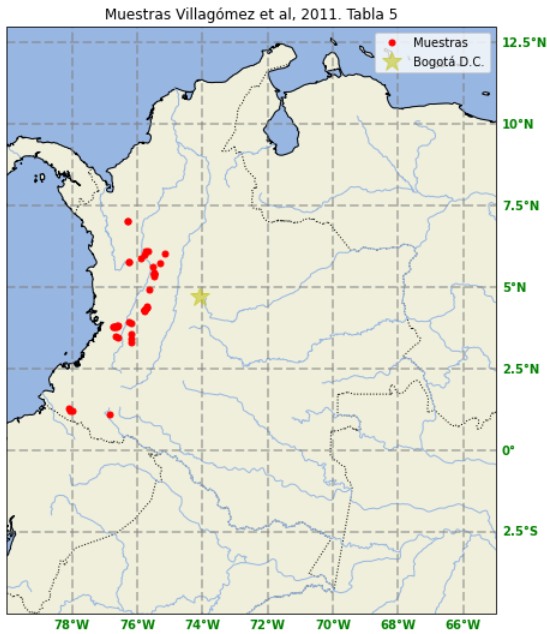 Muestras Villagómez et al, 2011. Tabla 5
Muestras
Bogotá D.C.
12.5°N
10°N
7.5°N
5°N
2.5°N
0°
2.5°S
78°W 76°W 74°W 72°W 70°W 68°W 66°W